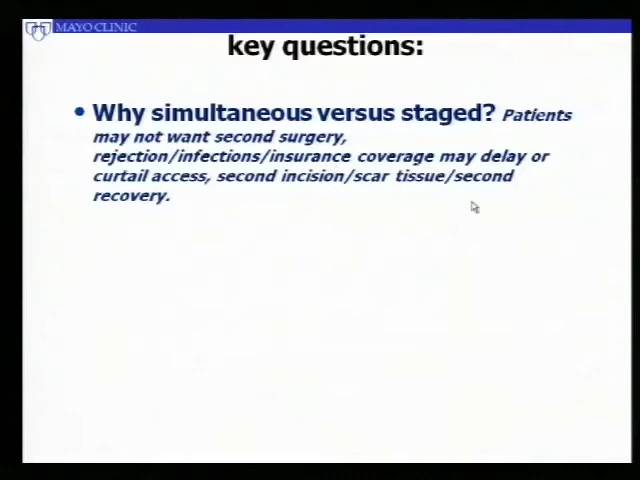 MAYO CLINIC
key questions:
• Why simultaneous versus staged? Patients
may not want second surgery,
rejection/infections/insurance coverage may delay or
curtail access, second incision/scar tissue/second
recovery.